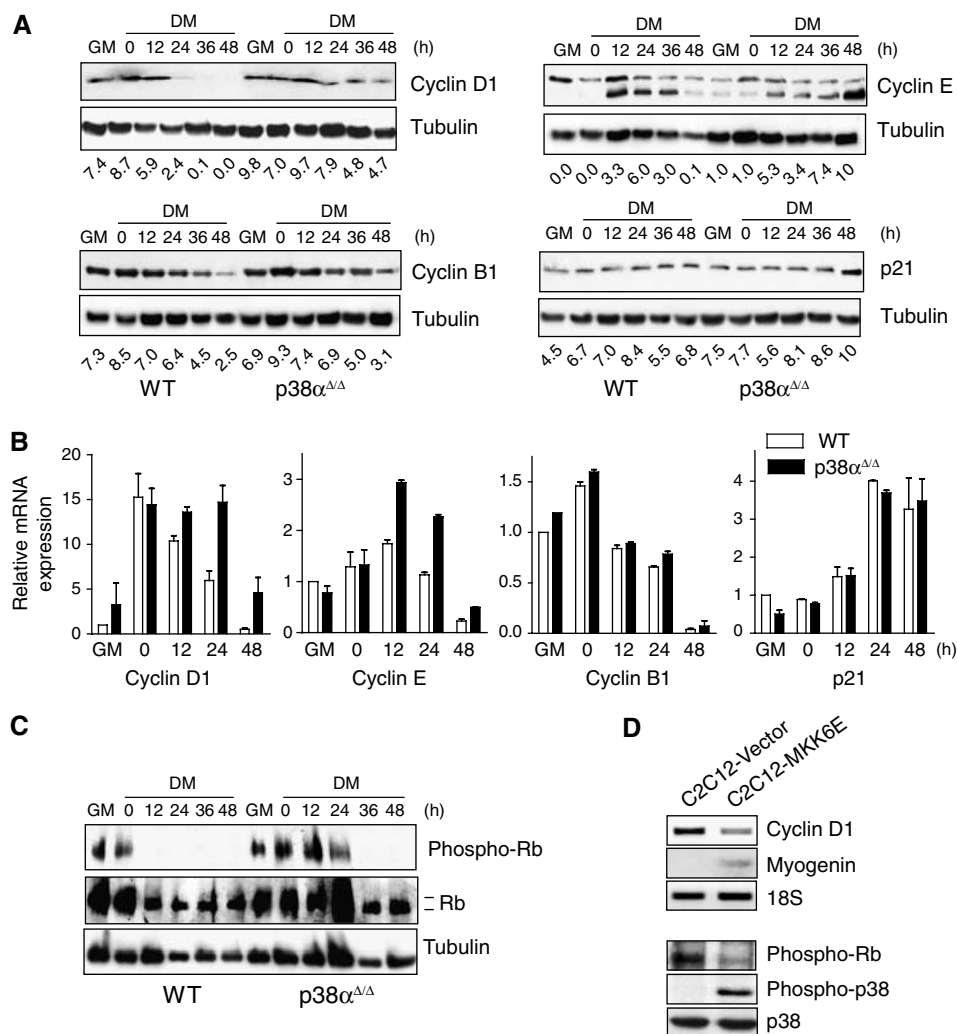 A
DM DM
GM 0 12 24 36 48 GM 0 12 24 36 48 (h)
Cyclin D1
Tubulin
7.4 8.7 5.9 2.4 0.1 0.0 9.8 7.0 9.7 7.9 4.8 4.7
DM DM
GM 0 12 24 36 48 GM 0 12 24 36 48 (h)
Cyclin E
Tubulin
0.0 0.0 3.3 6.0 3.0 0.1 1.0 1.0 5.3 3.4 7.4 10
DM DM
GM 0 12 24 36 48 GM 0 12 24 36 48 (h)
Cyclin B1
Tubulin
7.3 8.5 7.0 6.4 4.5 2.5 6.9 9.3 7.4 6.9 5.0 3.1
WT p38αΔ/Δ
DM DM
GM 0 12 24 36 48 GM 0 12 24 36 48 (h)
p21
Tubulin
4.5 6.7 7.0 8.4 5.5 6.8 7.5 7.7 5.6 8.1 8.6 10
WT p38αΔ/Δ
B
Relative mRNA
expression
20
15
10
5
0
GM 0 12 24 48
Cyclin D1
3
2
1
0
GM 0 12 24 48
Cyclin E
1.5
1.0
0.5
0.0
GM 0 12 24 48
Cyclin B1
WT
p38αΔ/Δ
4
3
2
1
0
GM 0 12 24 48 (h)
p21
C
DM DM
GM 0 12 24 36 48 GM 0 12 24 36 48 (h)
Phospho-Rb
Rb
Tubulin
WT p38αΔ/Δ
D
C2C12-Vector
C2C12-MKK6E
Cyclin D1
Myogenin
18S
Phospho-Rb
Phospho-p38
p38